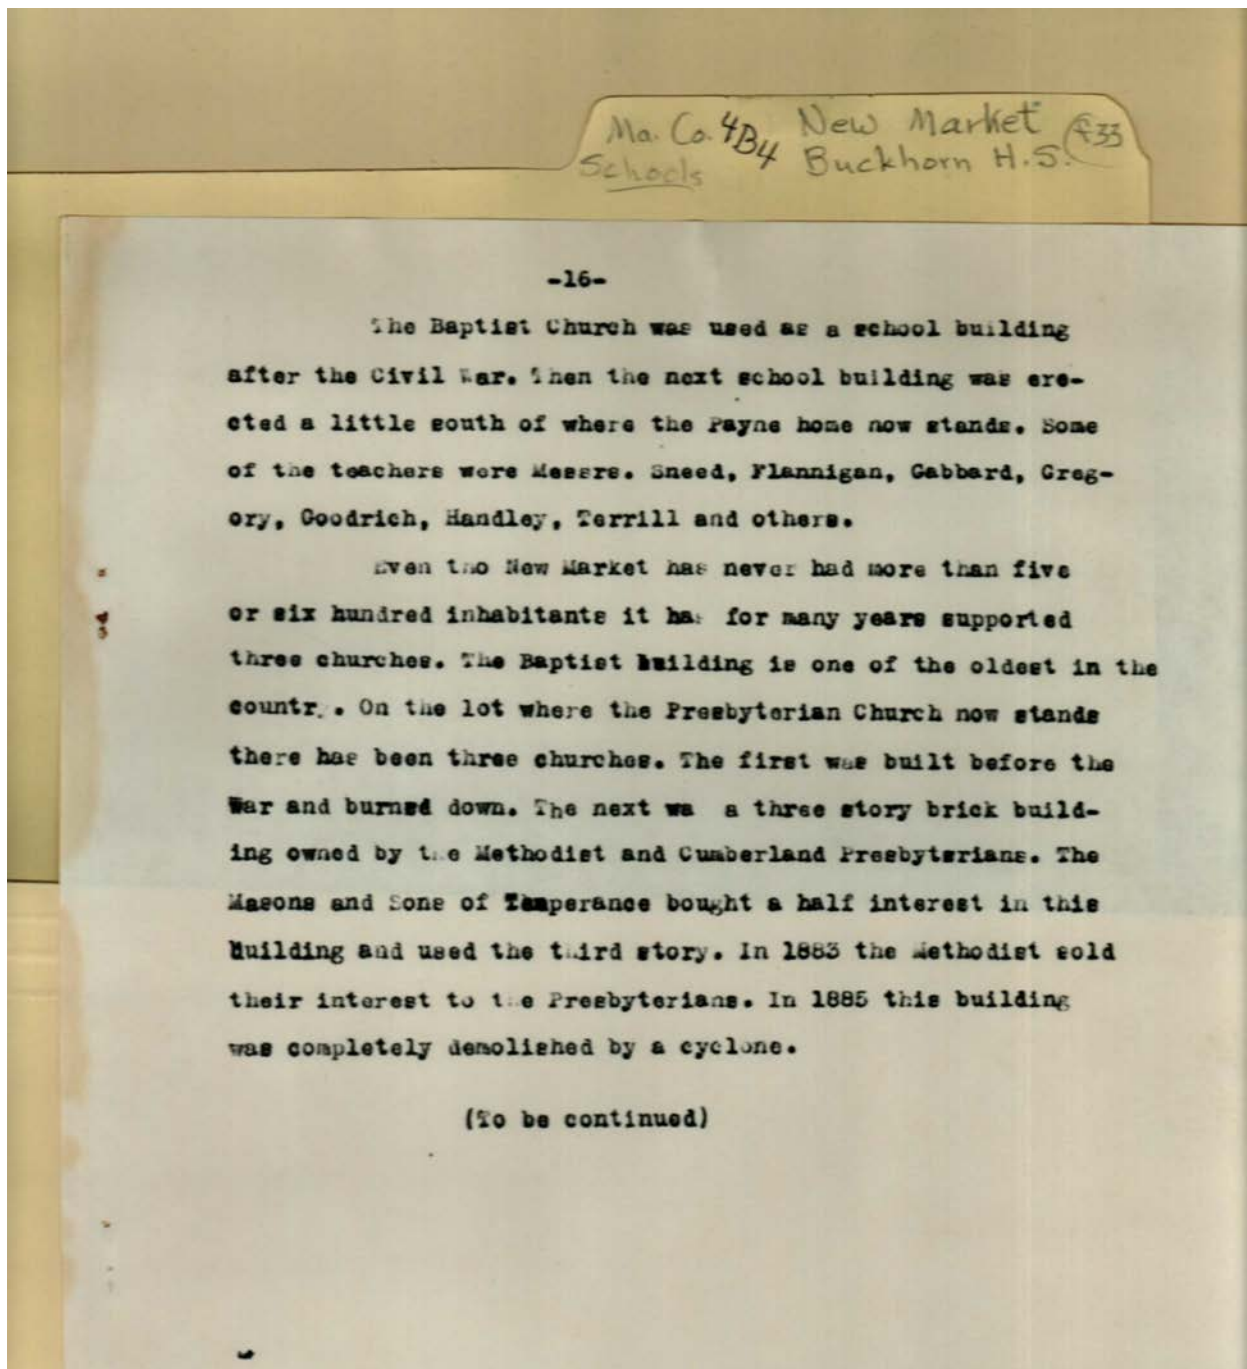 Ma. Co. 4B4 New Market F33
Schools Buckhorn H.S.
-16-
The Baptist Church was used as a school building
after the Civil War. Then the next school building was ere-
cted a little south of where the Payne home now stands. Some
of the teachers were Messrs. Sneed, Flannigan, Gabbard, Greg-
ory, Goodrich, Handley, Terrill and others.
Even tho New Market has never had more than five
or six hundred inhabitants it has for many years supported
three churches. The Baptist building is one of the oldest in the
country. On the lot where the Presbyterian Church now stands
there has been three churches. The first was built before the
War and burned down. The next wa a three story brick build-
ing owned by the Methodist and Cumberland Presbyterians. The
Masons and Sons of Temperance bought a half interest in this
Building and used the third story. In 1883 the Methodist sold
their interest to the Presbyterians. In 1885 this building
was completely demolished by a cyclone.
(To be continued)